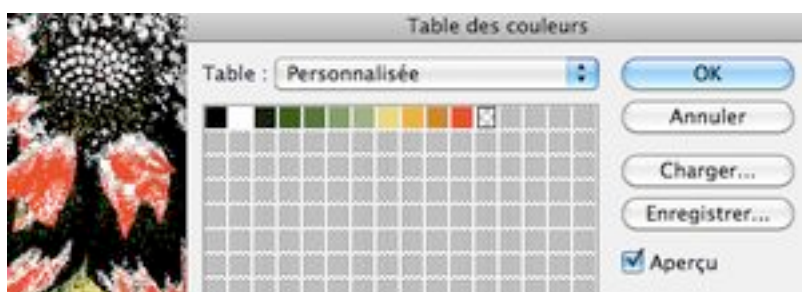 Table des couleurs
Table : Personnalisée
OK
Annuler
Charger...
Enregistrer...
Aperçu